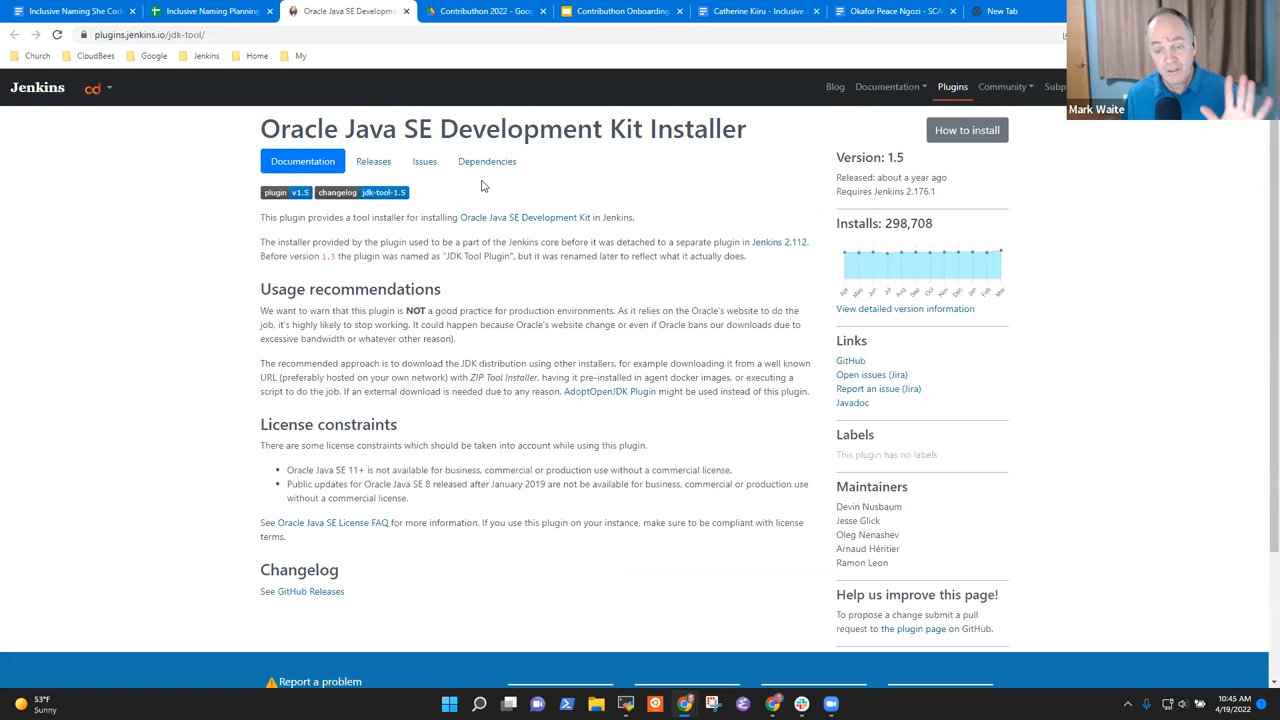 Inclusive Naming She Cod
Inclusive Naming Planning
Oracle Java SE Developme
Contributhon 2022 - Goog
Contributhon Onboarding
Catherine Kiiru - Inclusive
Okafor Peace Ngozi - SCA
New Tab
plugins.jenkins.io/jdk-tool/
Church
CloudBees
Google
Jenkins
Home
My
Mark Waite
Jenkins
cd
Blog
Documentation
Plugins
Community
Supp
Oracle Java SE Development Kit Installer
How to install
Documentation
Releases
Issues
Dependencies
plugin v1.5 changelog jdk-tool-1.5
This plugin provides a tool installer for installing Oracle Java SE Development Kit in Jenkins.
The installer provided by the plugin used to be a part of the Jenkins core before it was detached to a separate plugin in Jenkins 2.112.
Before version 1.3 the plugin was named as "JDK Tool Plugin", but it was renamed later to reflect what it actually does.
Usage recommendations
We want to warn that this plugin is NOT a good practice for production environments. As it relies on the Oracle's website to do the
job, it's highly likely to stop working. It could happen because Oracle's website change or even if Oracle bans our downloads due to
excessive bandwidth or whatever other reason).
The recommended approach is to download the JDK distribution using other installers, for example downloading it from a well known
URL (preferably hosted on your own network) with ZIP Tool Installer, having it pre-installed in agent docker images, or executing a
script to do the job. If an external download is needed due to any reason, AdoptOpenJDK Plugin might be used instead of this plugin.
License constraints
There are some license constraints which should be taken into account while using this plugin.
• Oracle Java SE 11+ is not available for business, commercial or production use without a commercial license.
• Public updates for Oracle Java SE 8 released after January 2019 are not be available for business, commercial or production use
without a commercial license.
See Oracle Java SE License FAQ for more information. If you use this plugin on your instance, make sure to be compliant with license
terms.
Changelog
See GitHub Releases
Version: 1.5
Released: about a year ago
Requires Jenkins 2.176.1
Installs: 298,708
Apr
May
Jun
Jul
Aug
Sep
Oct
Nov
Dec
Jan
Feb
Mar
View detailed version information
Links
GitHub
Open issues (Jira)
Report an issue (Jira)
Javadoc
Labels
This plugin has no labels
Maintainers
Devin Nusbaum
Jesse Glick
Oleg Nenashev
Arnaud Héritier
Ramon Leon
Help us improve this page!
To propose a change submit a pull
request to the plugin page on GitHub.
Report a problem
53°F
Sunny
10:45 AM
4/19/2022